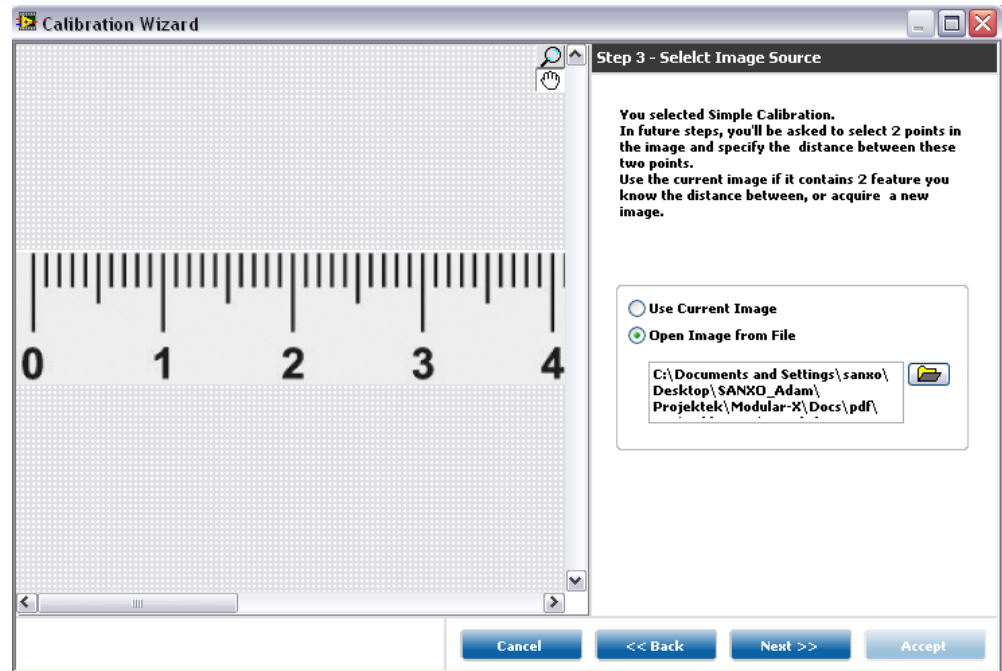 Calibration Wizard
Step 3 - Selelct Image Source
You selected Simple Calibration.
In future steps, you'll be asked to select 2 points in
the image and specify the distance between these
two points.
Use the current image if it contains 2 feature you
know the distance between, or acquire a new
image.
0 1 2 3 4
Use Current Image
Open Image from File
C:\Documents and Settings\sanxo\
Desktop\SANXO_Adam\
Projektek\Modular-X\Docs\pdf\
Cancel << Back Next >> Accept